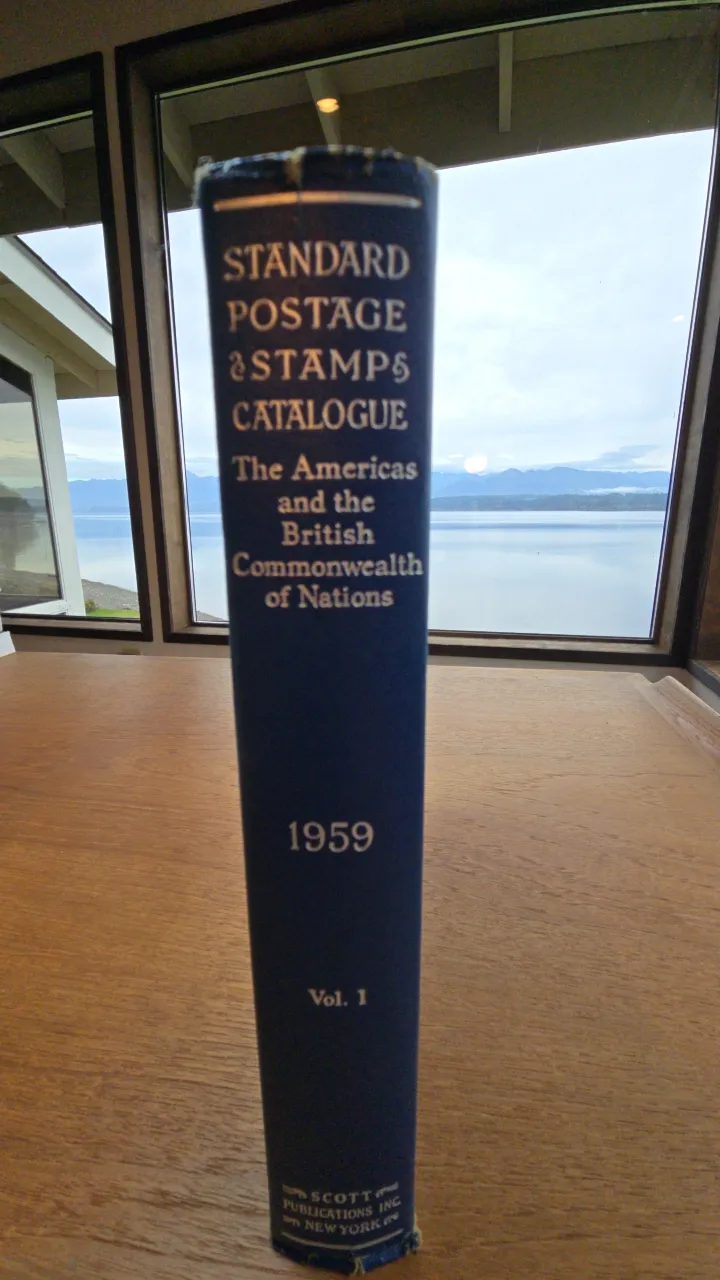 STANDARD
POSTAGE
STAMP
CATALOGUE
The Americas
and the
British
Commonwealth
of Nations
1959
Vol. 1
SCOTT
PUBLICATIONS INC.
NEW YORK